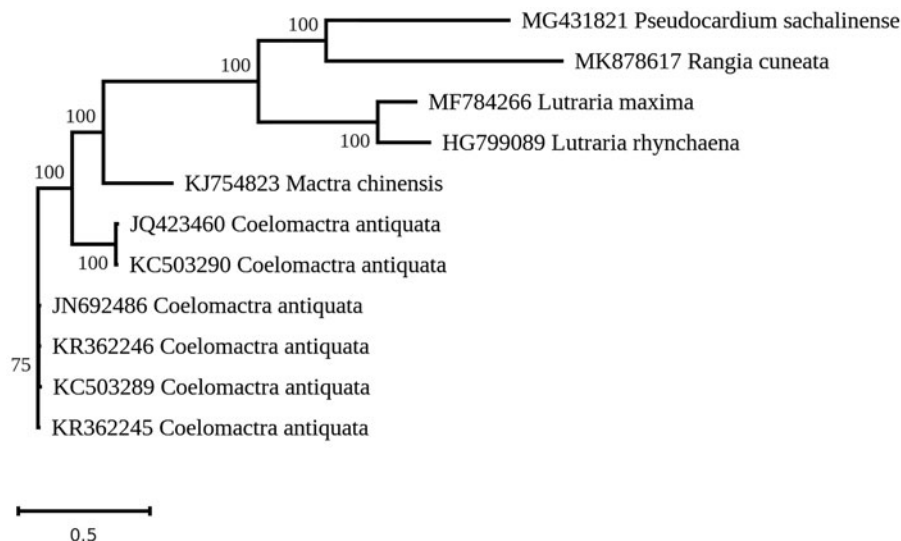 100
MG431821 Pseudocardium sachalinense
100
MK878617 Rangia cuneata
MF784266 Lutraria maxima
100
100
HG799089 Lutraria rhynchaena
100
KJ754823 Mactra chinensis
JQ423460 Coelomactra antiquata
100
KC503290 Coelomactra antiquata
JN692486 Coelomactra antiquata
KR362246 Coelomactra antiquata
75
KC503289 Coelomactra antiquata
KR362245 Coelomactra antiquata
0.5